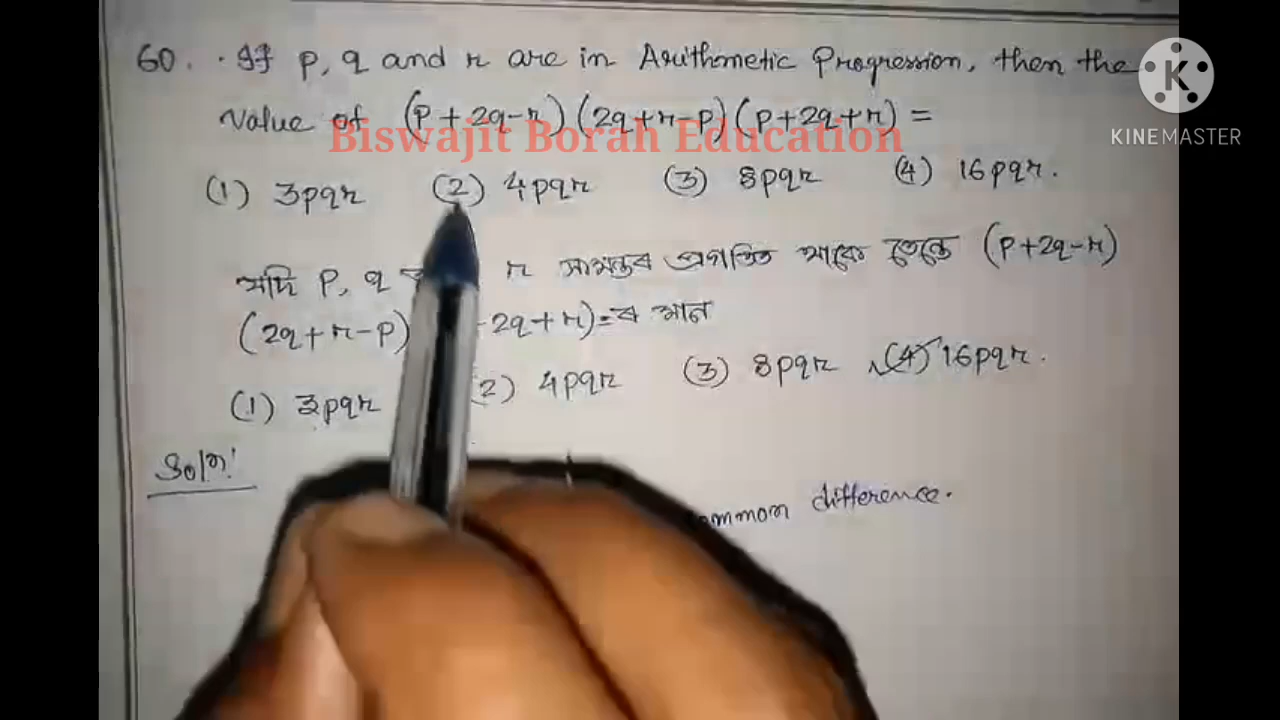 60. If p, q and r are in Arithmetic Progression, then the
value of (p+2q-r)(2q+r-p)(p+2q+r) =
Biswajit Borah Education
KINEMASTER
(1) 3pqr (2) 4pqr (3) 8pqr (4) 16pqr.
যদি p, q r সমান্তৰ প্ৰগতিত থাকে তেন্তে (p+2q-r)
(2q+r-p) 2q+r)=ৰ মান
(1) 3pqr (2) 4pqr (3) 8pqr (4) 16pqr.
Soln:
common difference.